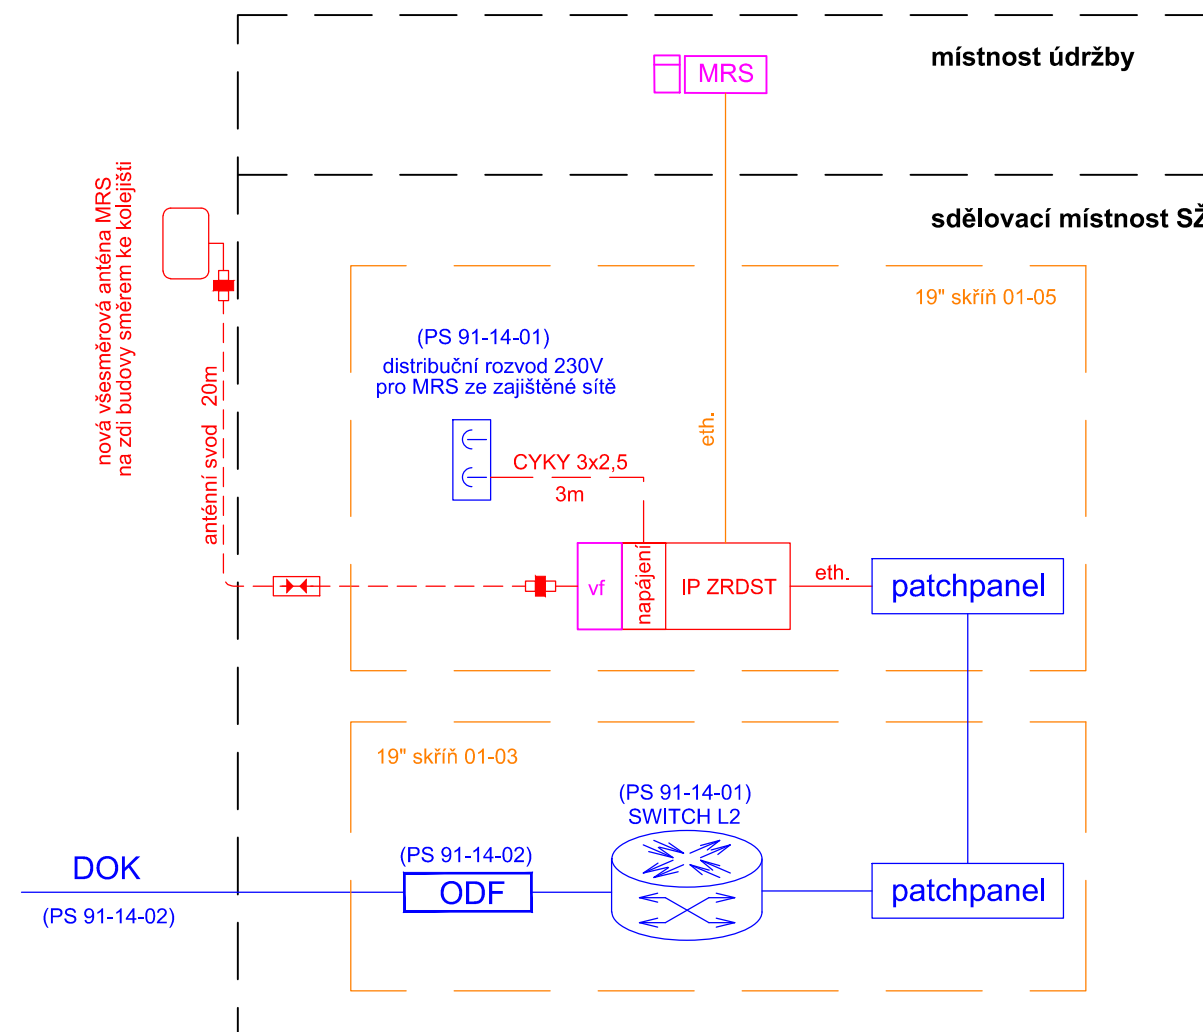 místnost údržby
MRS
sdělovací místnost SŽ
nová všesměrová anténa MRS
na zdi budovy směrem ke kolejišti
anténní svod 20m
19" skříň 01-05
(PS 91-14-01)
distribuční rozvod 230V
pro MRS ze zajištěné sítě
eth.
CYKY 3x2,5
3m
vf
napájení
IP ZRDST
eth.
patchpanel
19" skříň 01-03
(PS 91-14-01)
SWITCH L2
DOK
(PS 91-14-02)
(PS 91-14-02)
ODF
patchpanel